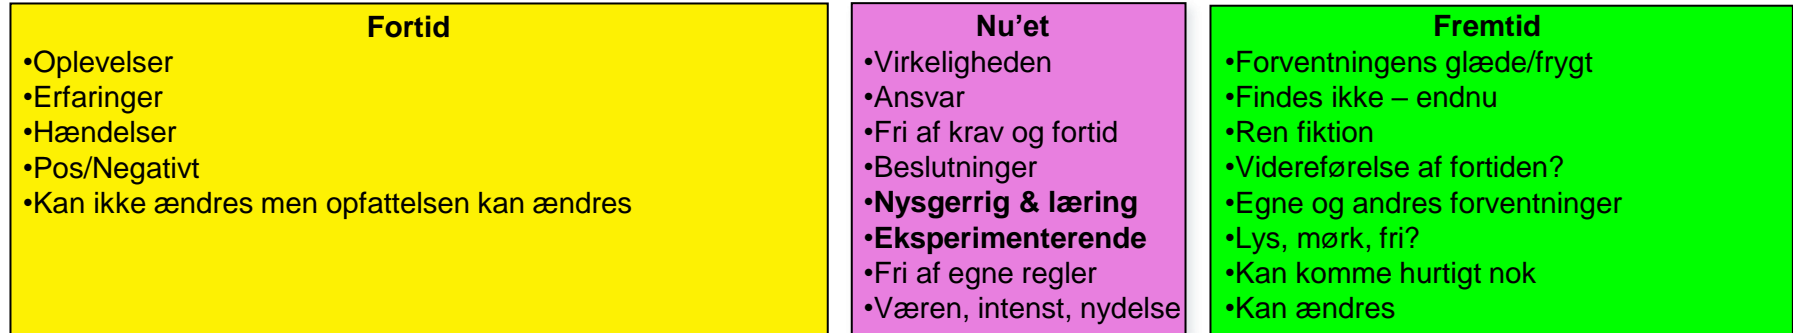 Fortid
•Oplevelser
•Erfaringer
•Hændelser
•Pos/Negativt
•Kan ikke ændres men opfattelsen kan ændres
Nu’et
•Virkeligheden
•Ansvar
•Fri af krav og fortid
•Beslutninger
•Nysgerrig & læring
•Eksperimenterende
•Fri af egne regler
•Væren, intenst, nydelse
Fremtid
•Forventningens glæde/frygt
•Findes ikke – endnu
•Ren fiktion
•Videreførelse af fortiden?
•Egne og andres forventninger
•Lys, mørk, fri?
•Kan komme hurtigt nok
•Kan ændres